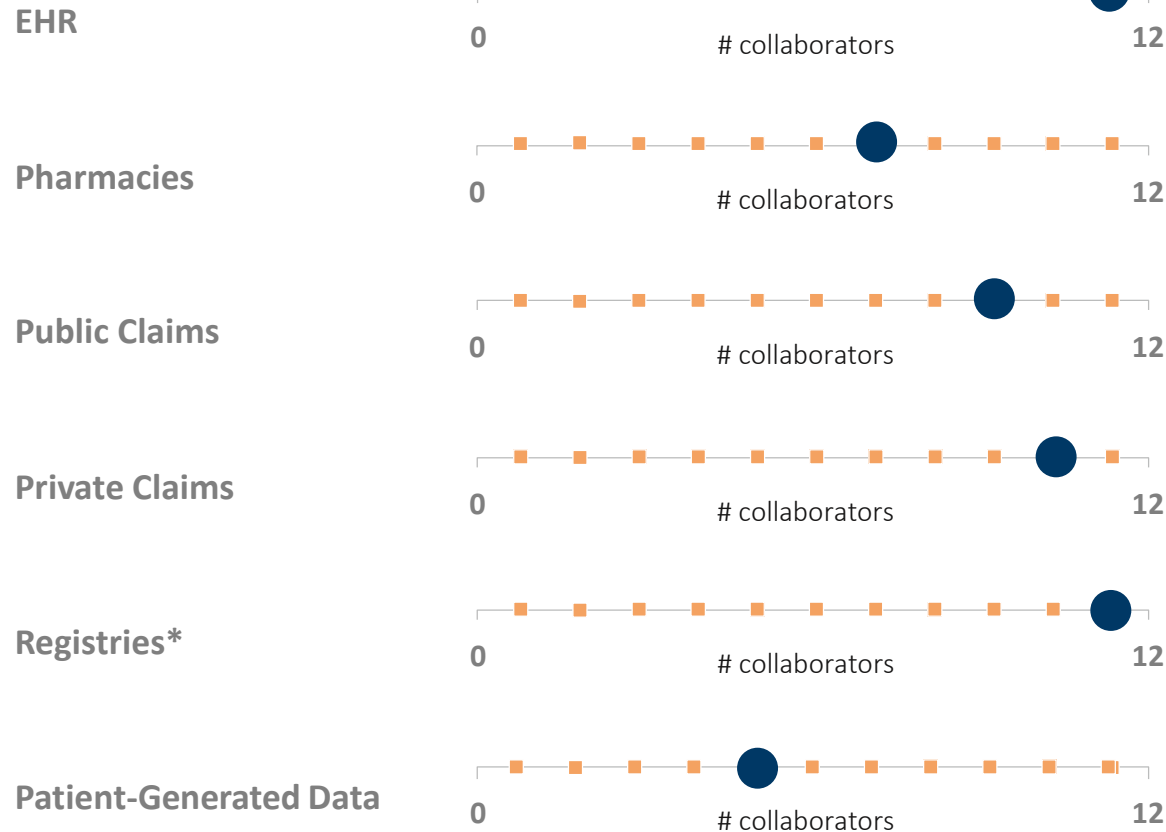 EHR
0 # collaborators 12
Pharmacies
0 # collaborators 12
Public Claims
0 # collaborators 12
Private Claims
0 # collaborators 12
Registries*
0 # collaborators 12
Patient-Generated Data
0 # collaborators 12